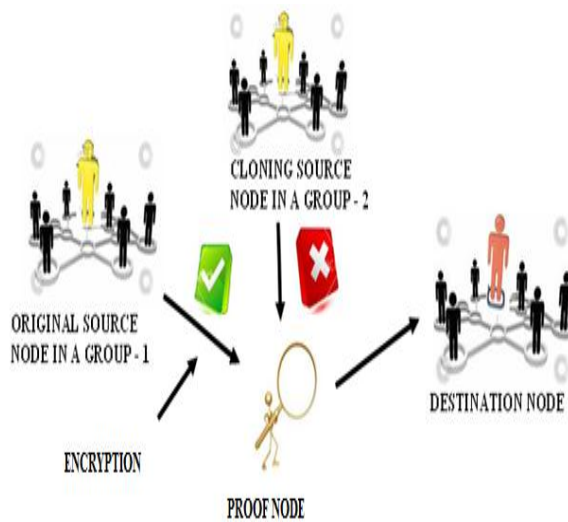 CLONING SOURCE
NODE IN A GROUP - 2
ORIGINAL SOURCE
NODE IN A GROUP - 1
DESTINATION NODE
ENCRYPTION
PROOF NODE